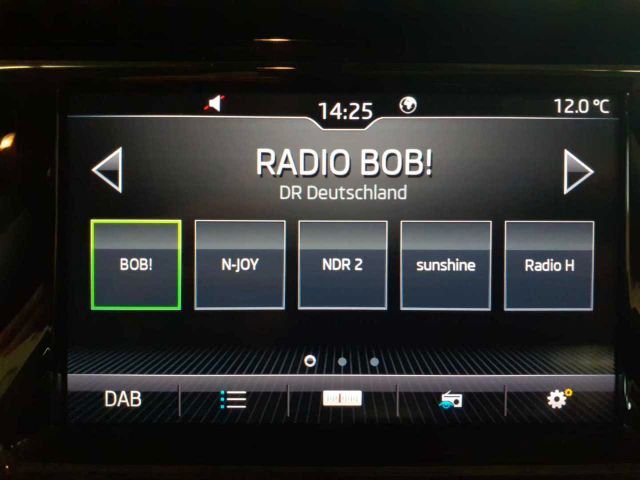 14:25
12.0 °C
RADIO BOB!
DR Deutschland
BOB!
N-JOY
NDR 2
sunshine
Radio H
DAB